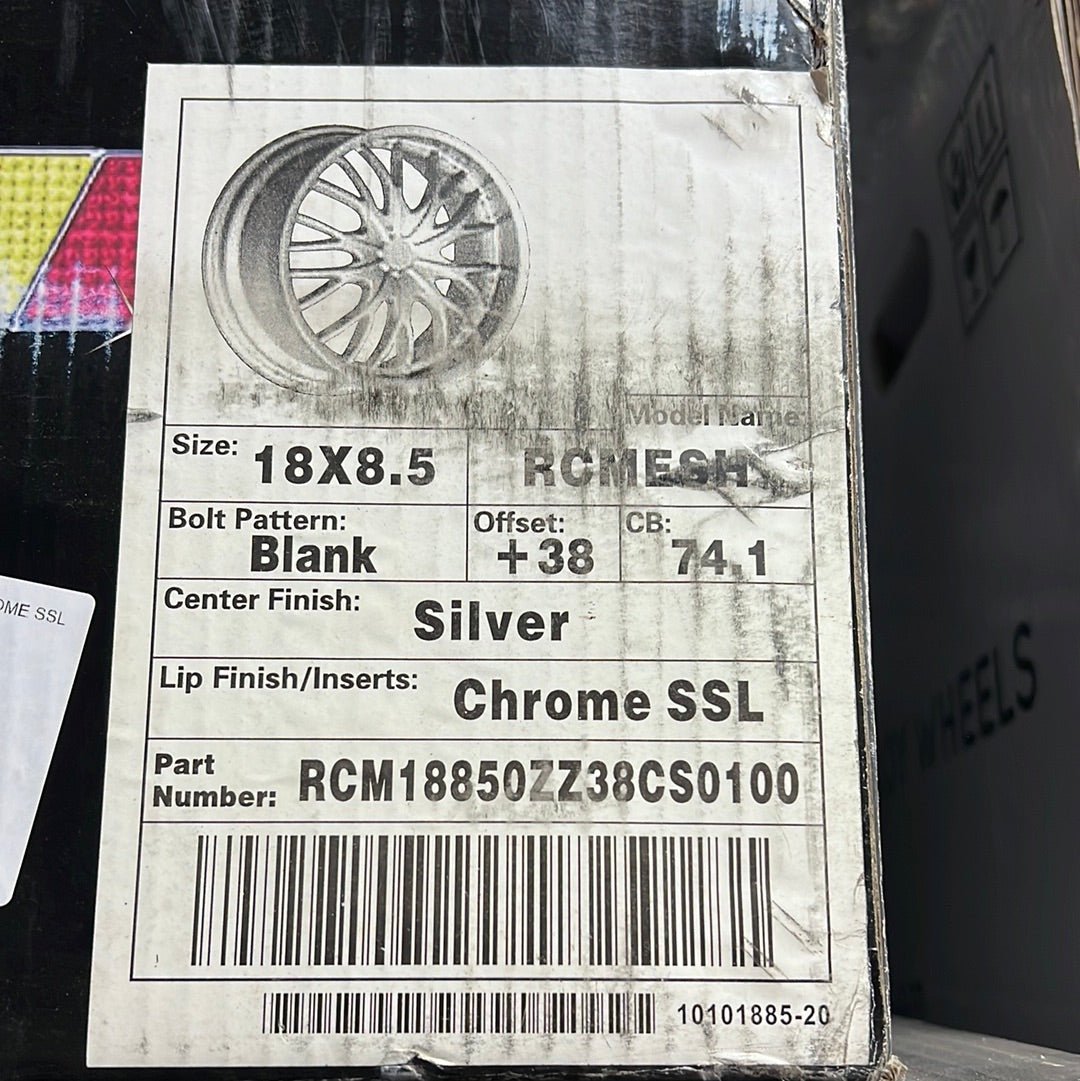 Model Name:
Size: 18X8.5
RCMESH
Bolt Pattern:
Blank
Offset:
+38
CB:
74.1
Center Finish:
Silver
Lip Finish/Inserts:
Chrome SSL
Part
Number: RCM18850ZZ38CS0100
10101885-20
SSL
WHEELS